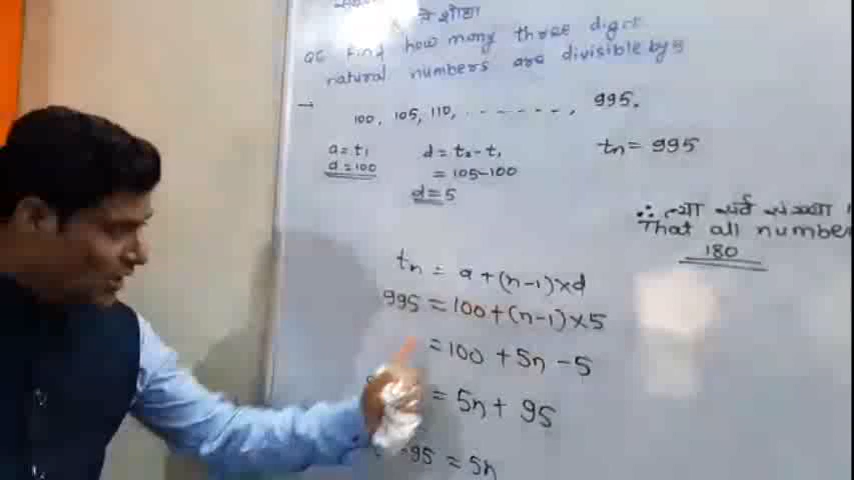 शोधा
Q6 Find how many three digit
natural numbers are divisible by 5
→ 100, 105, 110, ........, 995.
a = t₁ d = t₂ - t₁ tn = 995
d = 100 = 105 - 100
d = 5
∴ त्या सर्व संख्या
That all number
180
tn = a + (n-1) × d
995 = 100 + (n-1) × 5
= 100 + 5n - 5
= 5n + 95
95 = 5n